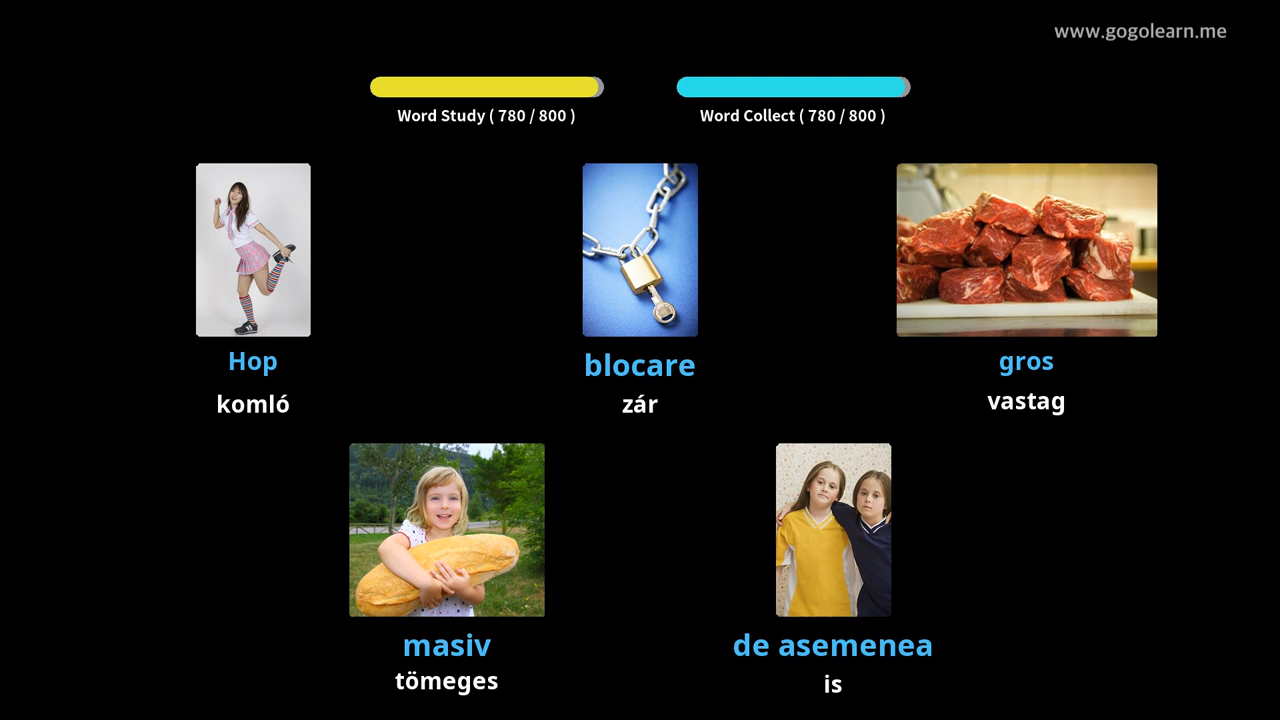 www.gogolearn.me
Word Study ( 780 / 800 )
Word Collect ( 780 / 800 )
Hop
blocare
gros
komló
zár
vastag
masiv
de asemenea
tömeges
is